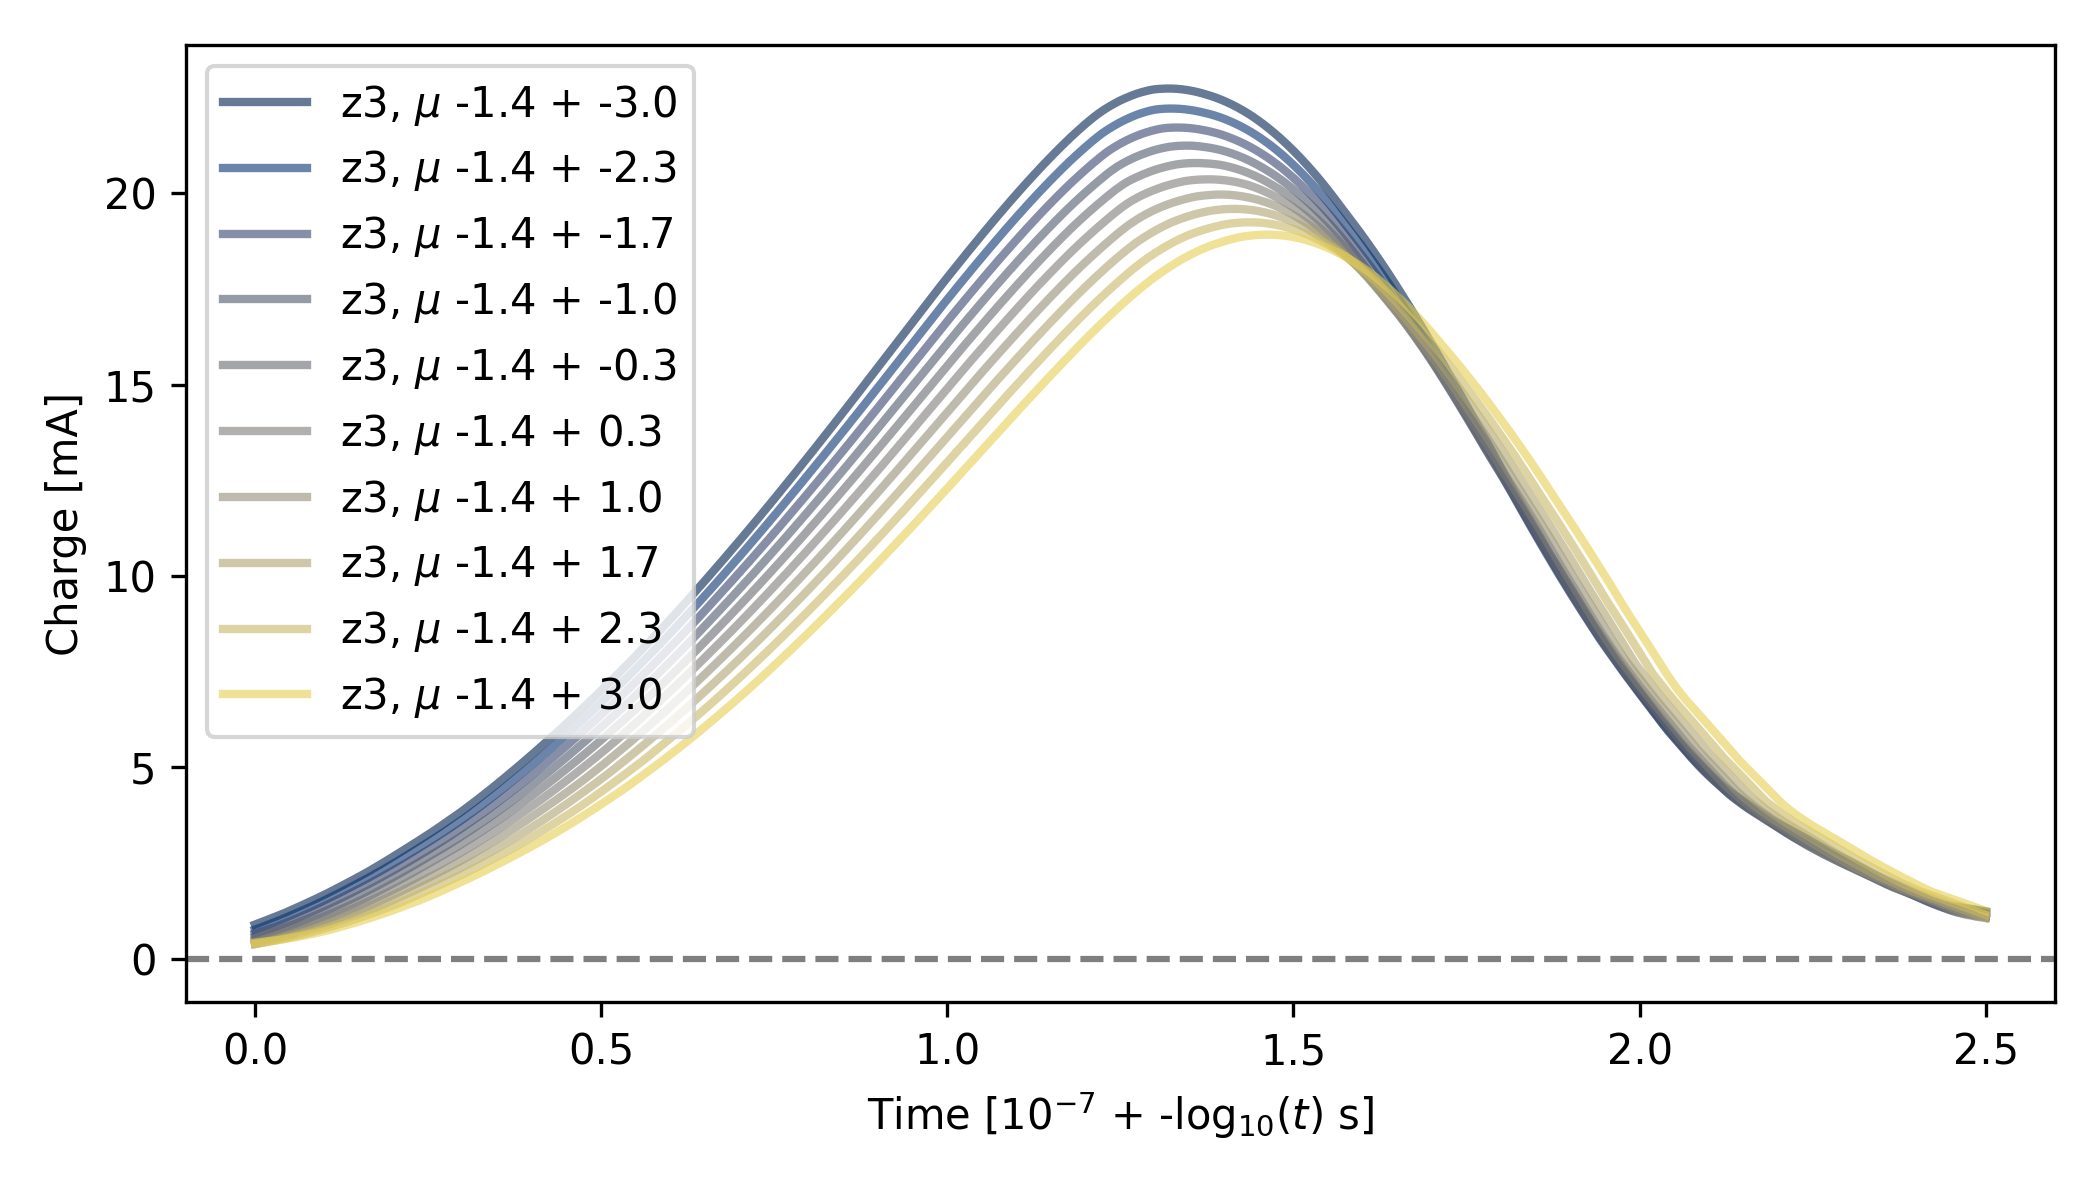 z3, μ -1.4 + -3.0
z3, μ -1.4 + -2.3
z3, μ -1.4 + -1.7
z3, μ -1.4 + -1.0
z3, μ -1.4 + -0.3
z3, μ -1.4 + 0.3
z3, μ -1.4 + 1.0
z3, μ -1.4 + 1.7
z3, μ -1.4 + 2.3
z3, μ -1.4 + 3.0
Charge [mA]
20
15
10
5
0
0.0 0.5 1.0 1.5 2.0 2.5
Time [10⁻⁷ + -log₁₀(t) s]